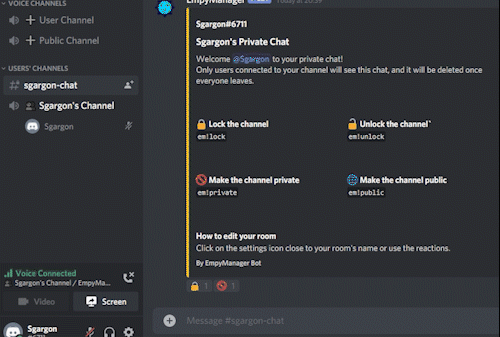 VOICE CHANNELS
User Channel
Public Channel
USERS' CHANNELS
# sgargon-chat
Sgargon's Channel
Sgargon
Voice Connected
Sgargon's Channel / EmpyMa...
Video
Screen
Sgargon
#6711
EmpyManager
Today at 20:59
Sgargon#6711
Sgargon's Private Chat
Welcome @Sgargon to your private chat!
Only users connected to your channel will see this chat, and it will be deleted once
everyone leaves.
Lock the channel
em!lock
Unlock the channel`
em!unlock
Make the channel private
em!private
Make the channel public
em!public
How to edit your room
Click on the settings icon close to your room's name or use the reactions.
By EmpyManager Bot
1
1
Message #sgargon-chat